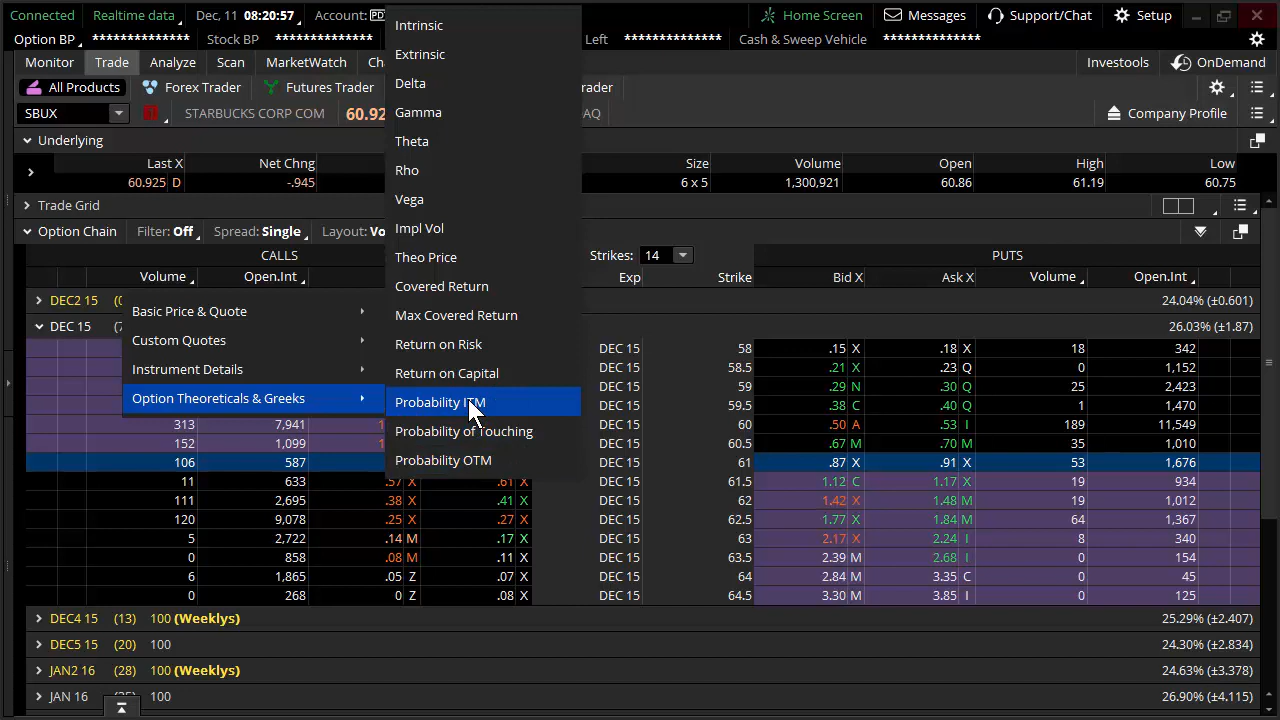 Connected Realtime data Dec, 11 08:20:57 Account: PD Home Screen Messages Support/Chat Setup
Option BP ************** Stock BP ************** Left ************** Cash & Sweep Vehicle **************
Monitor Trade Analyze Scan MarketWatch Cha Investools OnDemand
All Products Forex Trader Futures Trader rader
SBUX STARBUCKS CORP COM 60.92 AQ Company Profile
Underlying
Last X Net Chng Size Volume Open High Low
60.925 D -.945 6 x 5 1,300,921 60.86 61.19 60.75
Trade Grid
Option Chain Filter: Off Spread: Single Layout: Vo
CALLS Strikes: 14 PUTS
Volume Open.Int Exp Strike Bid X Ask X Volume Open.Int
DEC2 15 (0 24.04% (±0.601)
DEC 15 (7 26.03% (±1.87)
DEC 15 58 .15 X .18 X 18 342
DEC 15 58.5 .21 X .23 Q 0 1,152
DEC 15 59 .29 N .30 Q 25 2,423
DEC 15 59.5 .38 C .40 Q 1 1,470
313 7,941 1 DEC 15 60 .50 A .53 I 189 11,549
152 1,099 1 DEC 15 60.5 .67 M .70 M 35 1,010
106 587 DEC 15 61 .87 X .91 X 53 1,676
11 633 .57 X .61 X DEC 15 61.5 1.12 C 1.17 X 19 934
111 2,695 .38 X .41 X DEC 15 62 1.42 X 1.48 M 19 1,012
120 9,078 .25 X .27 X DEC 15 62.5 1.77 X 1.84 M 64 1,367
5 2,722 .14 M .17 X DEC 15 63 2.17 X 2.24 I 8 340
0 858 .08 M .11 X DEC 15 63.5 2.39 M 2.68 I 0 154
6 1,865 .05 Z .07 X DEC 15 64 2.84 M 3.35 C 0 45
0 268 0 Z .08 X DEC 15 64.5 3.30 M 3.85 I 0 125
DEC4 15 (13) 100 (Weeklys) 25.29% (±2.407)
DEC5 15 (20) 100 24.30% (±2.834)
JAN2 16 (28) 100 (Weeklys) 24.63% (±3.378)
JAN 16 100 26.90% (±4.115)
Basic Price & Quote
Custom Quotes
Instrument Details
Option Theoreticals & Greeks
Intrinsic
Extrinsic
Delta
Gamma
Theta
Rho
Vega
Impl Vol
Theo Price
Covered Return
Max Covered Return
Return on Risk
Return on Capital
Probability ITM
Probability of Touching
Probability OTM